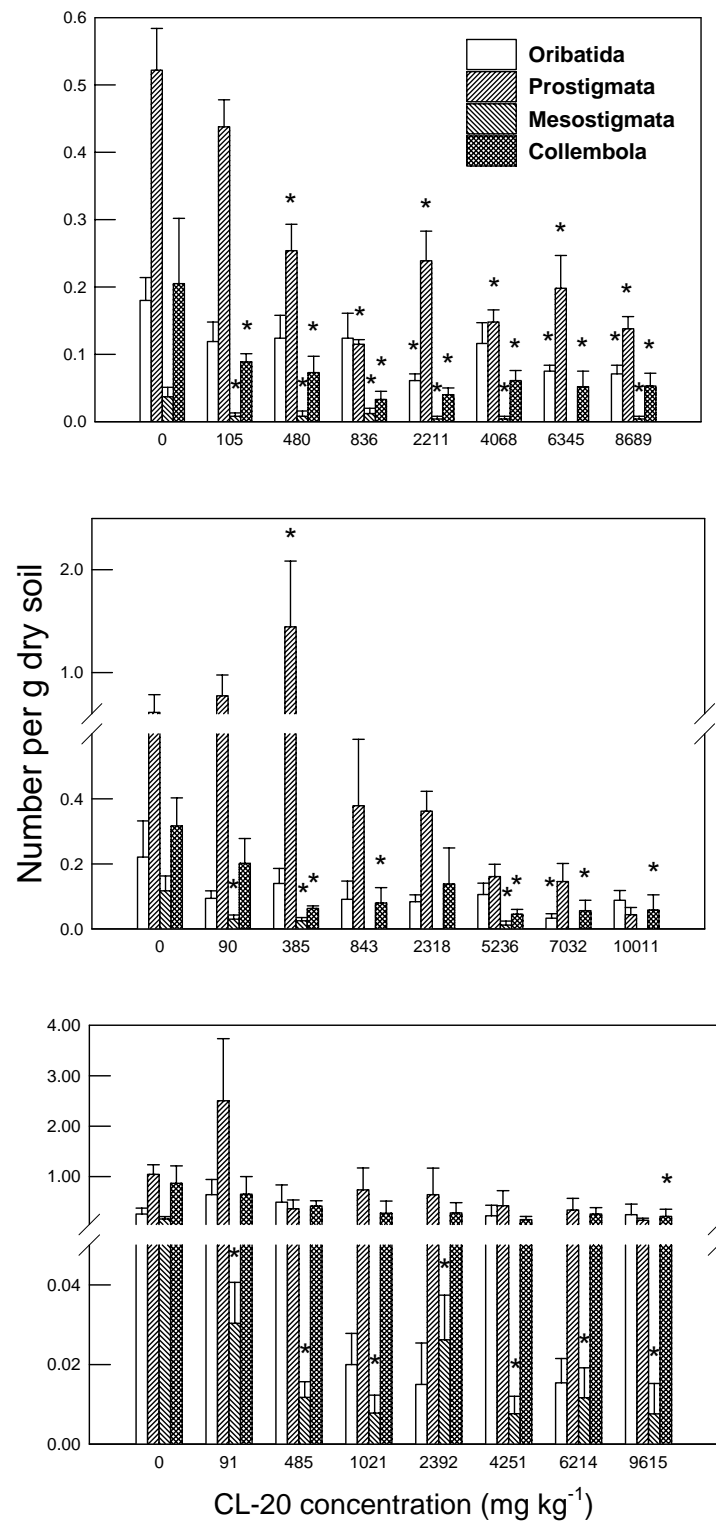 0.6
0.5
0.4
0.3
0.2
0.1
0.0
Oribatida
Prostigmata
Mesostigmata
Collembola
* * * * * * * * * * * * * * * * * * * * *
0 105 480 836 2211 4068 6345 8689
Number per g dry soil
2.0
1.0
0.4
0.2
0.0
* * * * * * * * * * *
0 90 385 843 2318 5236 7032 10011
4.00
3.00
2.00
1.00
0.04
0.02
0.00
* * * * * * * *
0 91 485 1021 2392 4251 6214 9615
CL-20 concentration (mg kg⁻¹)